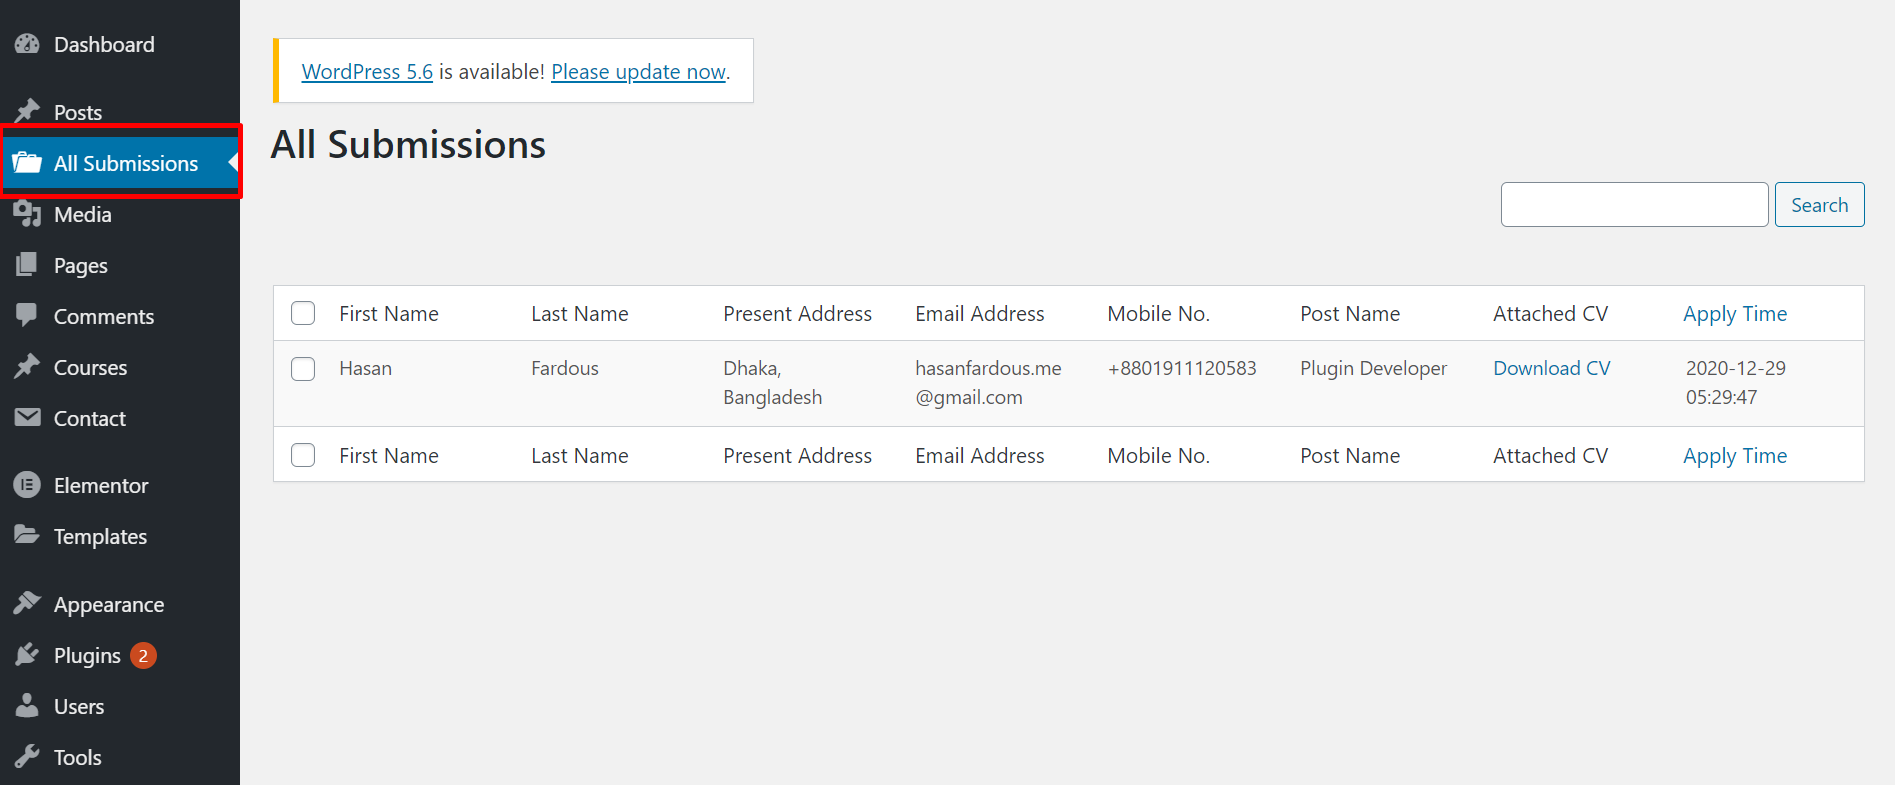 Dashboard
Posts
All Submissions
Media
Pages
Comments
Courses
Contact
Elementor
Templates
Appearance
Plugins 2
Users
Tools
WordPress 5.6 is available! Please update now.
All Submissions
Search
First Name Last Name Present Address Email Address Mobile No. Post Name Attached CV Apply Time
Hasan Fardous Dhaka, hasanfardous.me +8801911120583 Plugin Developer Download CV 2020-12-29
Bangladesh @gmail.com 05:29:47
First Name Last Name Present Address Email Address Mobile No. Post Name Attached CV Apply Time